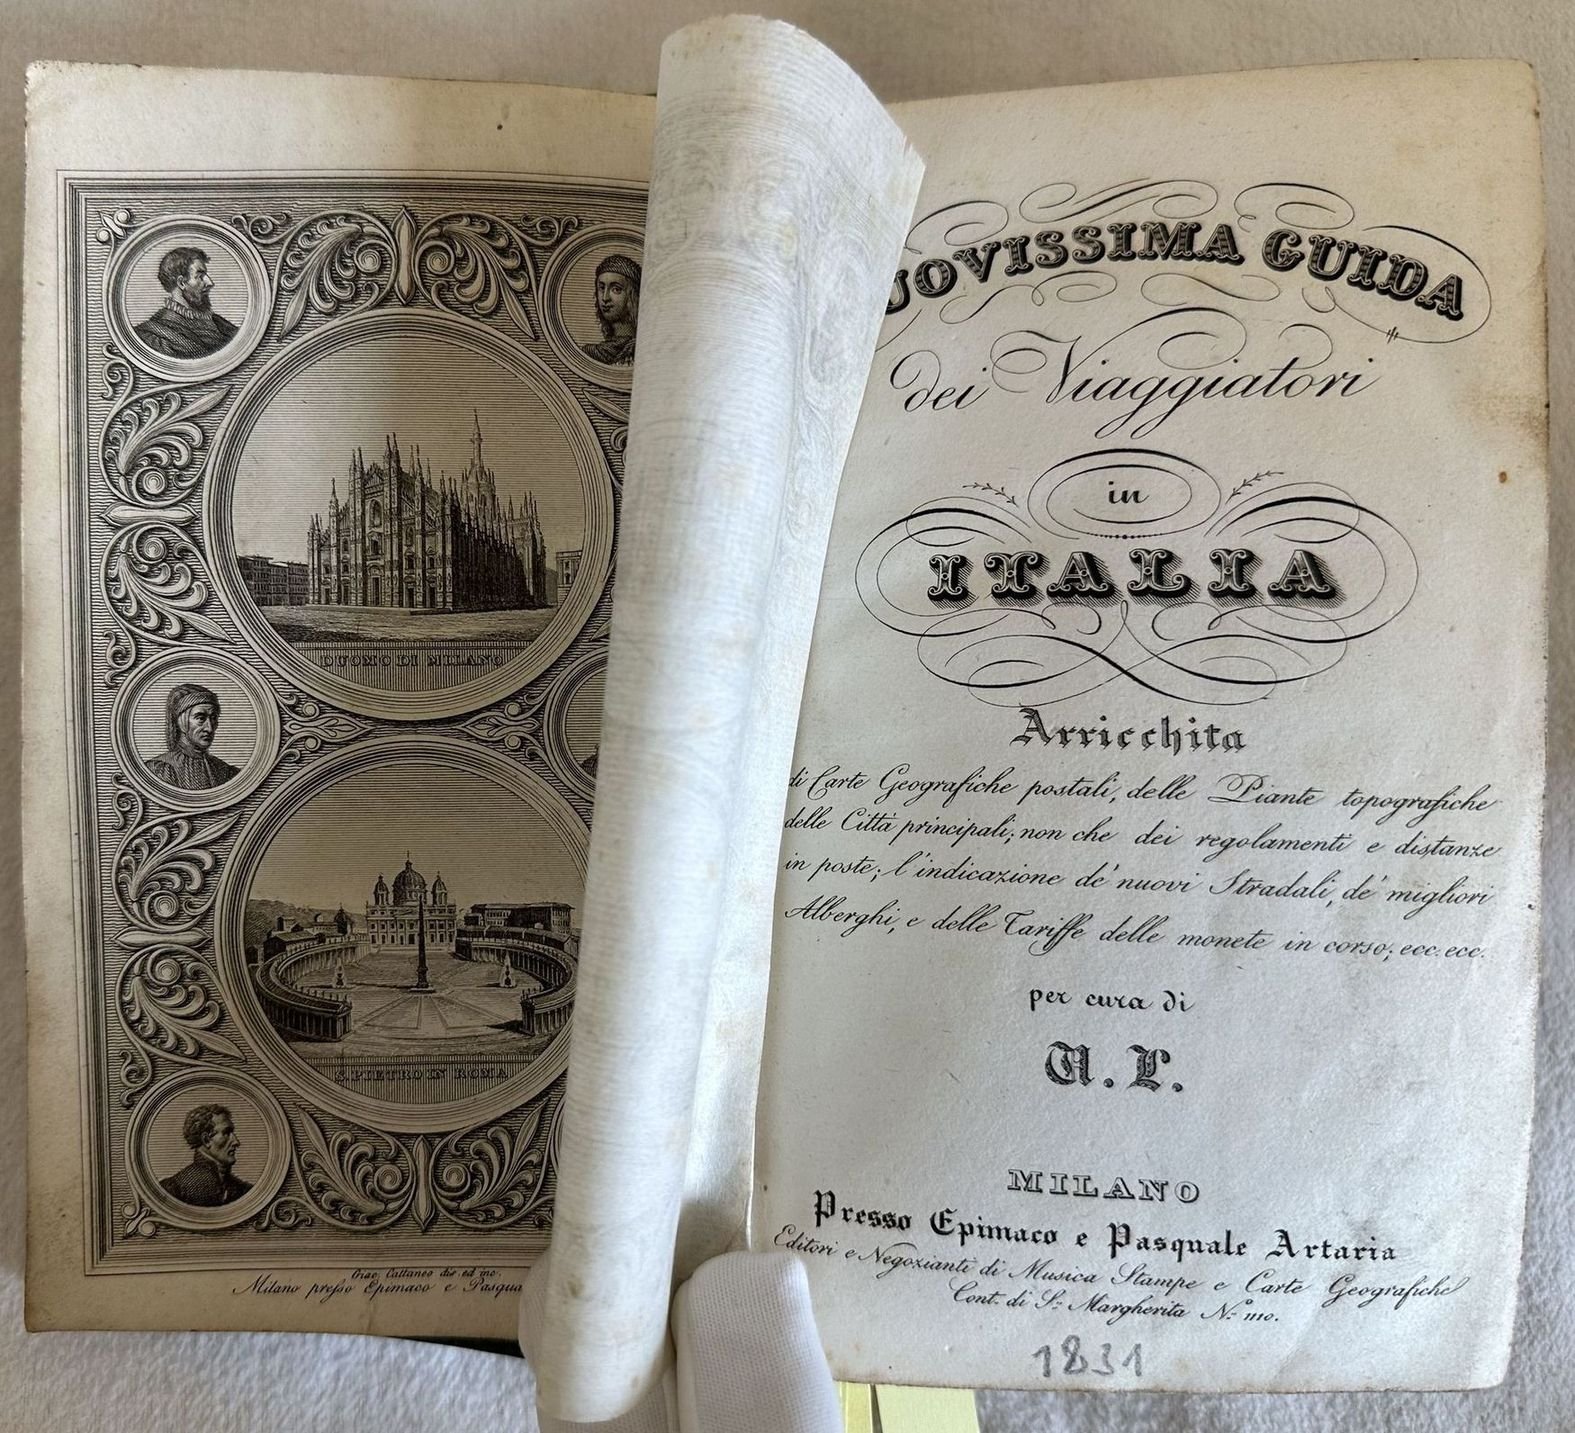 DUOMO DI MILANO
S. PIETRO IN ROMA
Giac. Cattaneo dir. ed inc.
Milano presso Epimaco e Pasqua
UOVISSIMA GUIDA
dei Viaggiatori
in
ITALIA
Arricchita
di Carte Geografiche postali, delle Piante topografiche
delle Città principali; non che dei regolamenti e distanze
in poste; l'indicazione de' nuovi Stradali, de' migliori
Alberghi, e delle Tariffe delle monete in corso; ecc. ecc.
per cura di
A. L.
MILANO
Presso Epimaco e Pasquale Artaria
Editori e Negozianti di Musica Stampe e Carte Geografiche
Cont. di S.ª Margherita N.º 1110.
1831